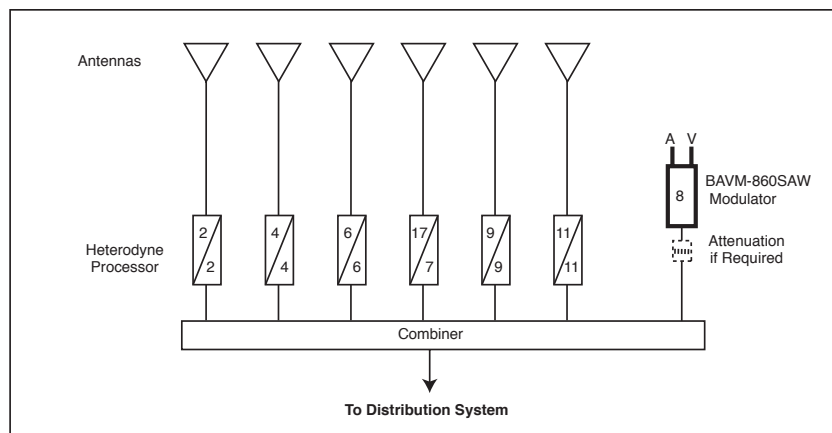 Antennas
A V
BAVM-860SAW
Modulator
8
2 4 6 17 9 11
2 4 6 7 9 11
Heterodyne
Processor
Attenuation
if Required
Combiner
To Distribution System